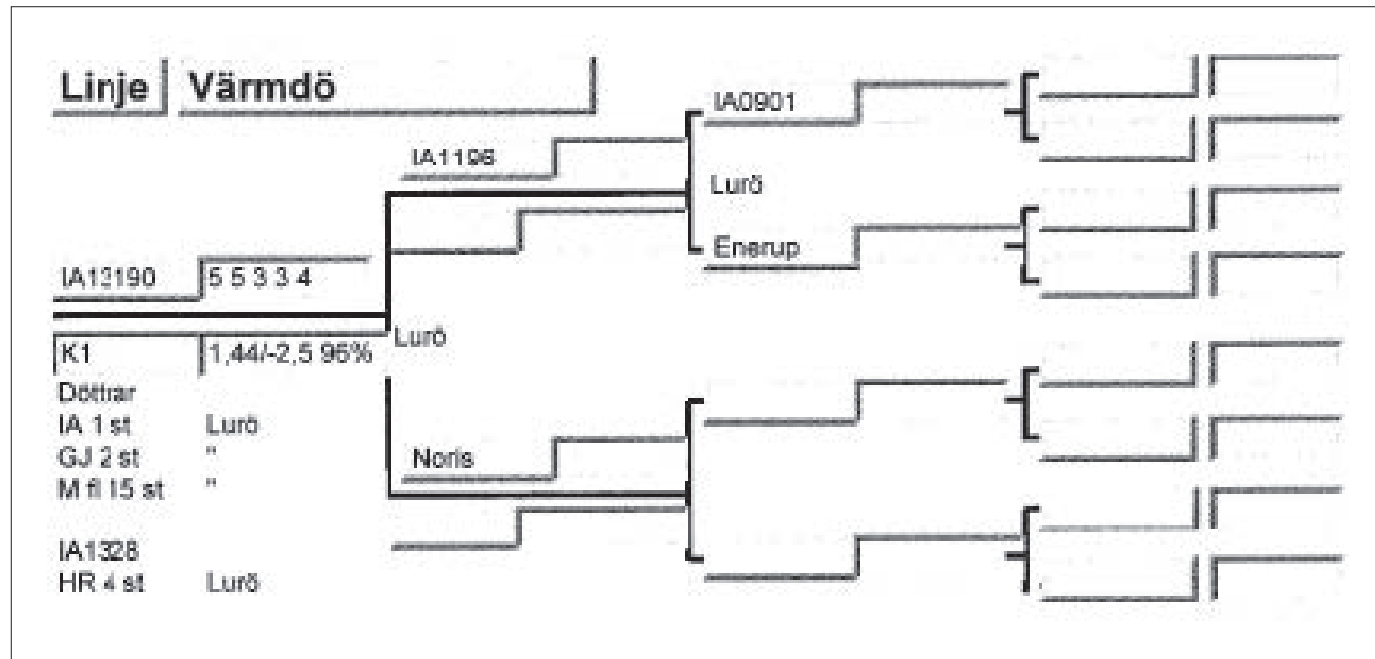 Linje Värmdö
IA0901
IA1196
Lurö
Enerup
IA13190 5 5 3 3 4
Lurö
K1 1,44/-2,5 96%
Döttrar
IA 1 st Lurö
GJ 2 st "
M fl 15 st "
Noris
IA1328
HR 4 st Lurö